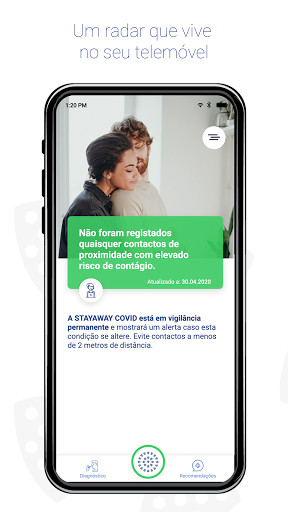 Um radar que vive
no seu telemóvel
1:20 PM
Não foram registados
quaisquer contactos de
proximidade com elevado
risco de contágio.
Atualizado a: 30.04.2020
A STAYAWAY COVID está em vigilância
permanente e mostrará um alerta caso esta
condição se altere. Evite contactos a menos
de 2 metros de distância.
Diagnóstico
Recomendações